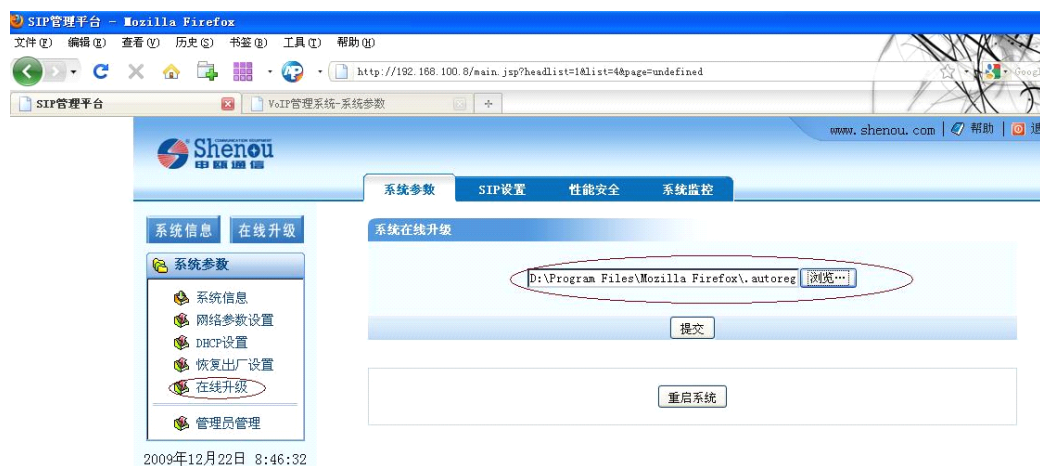 SIP管理平台 - Mozilla Firefox
文件(F) 编辑(E) 查看(V) 历史(S) 书签(B) 工具(T) 帮助(H)
http://192.168.100.8/main.jsp?headlist=1&list=4&page=undefined
SIP管理平台 VoIP管理系统-系统参数
www.shenou.com 帮助
Shenou
申瓯通信
系统参数 SIP设置 性能安全 系统监控
系统信息 在线升级
系统在线升级
系统参数
D:\Program Files\Mozilla Firefox\.autoreg 浏览…
系统信息
网络参数设置
提交
DHCP设置
恢复出厂设置
在线升级
重启系统
管理员管理
2009年12月22日 8:46:32